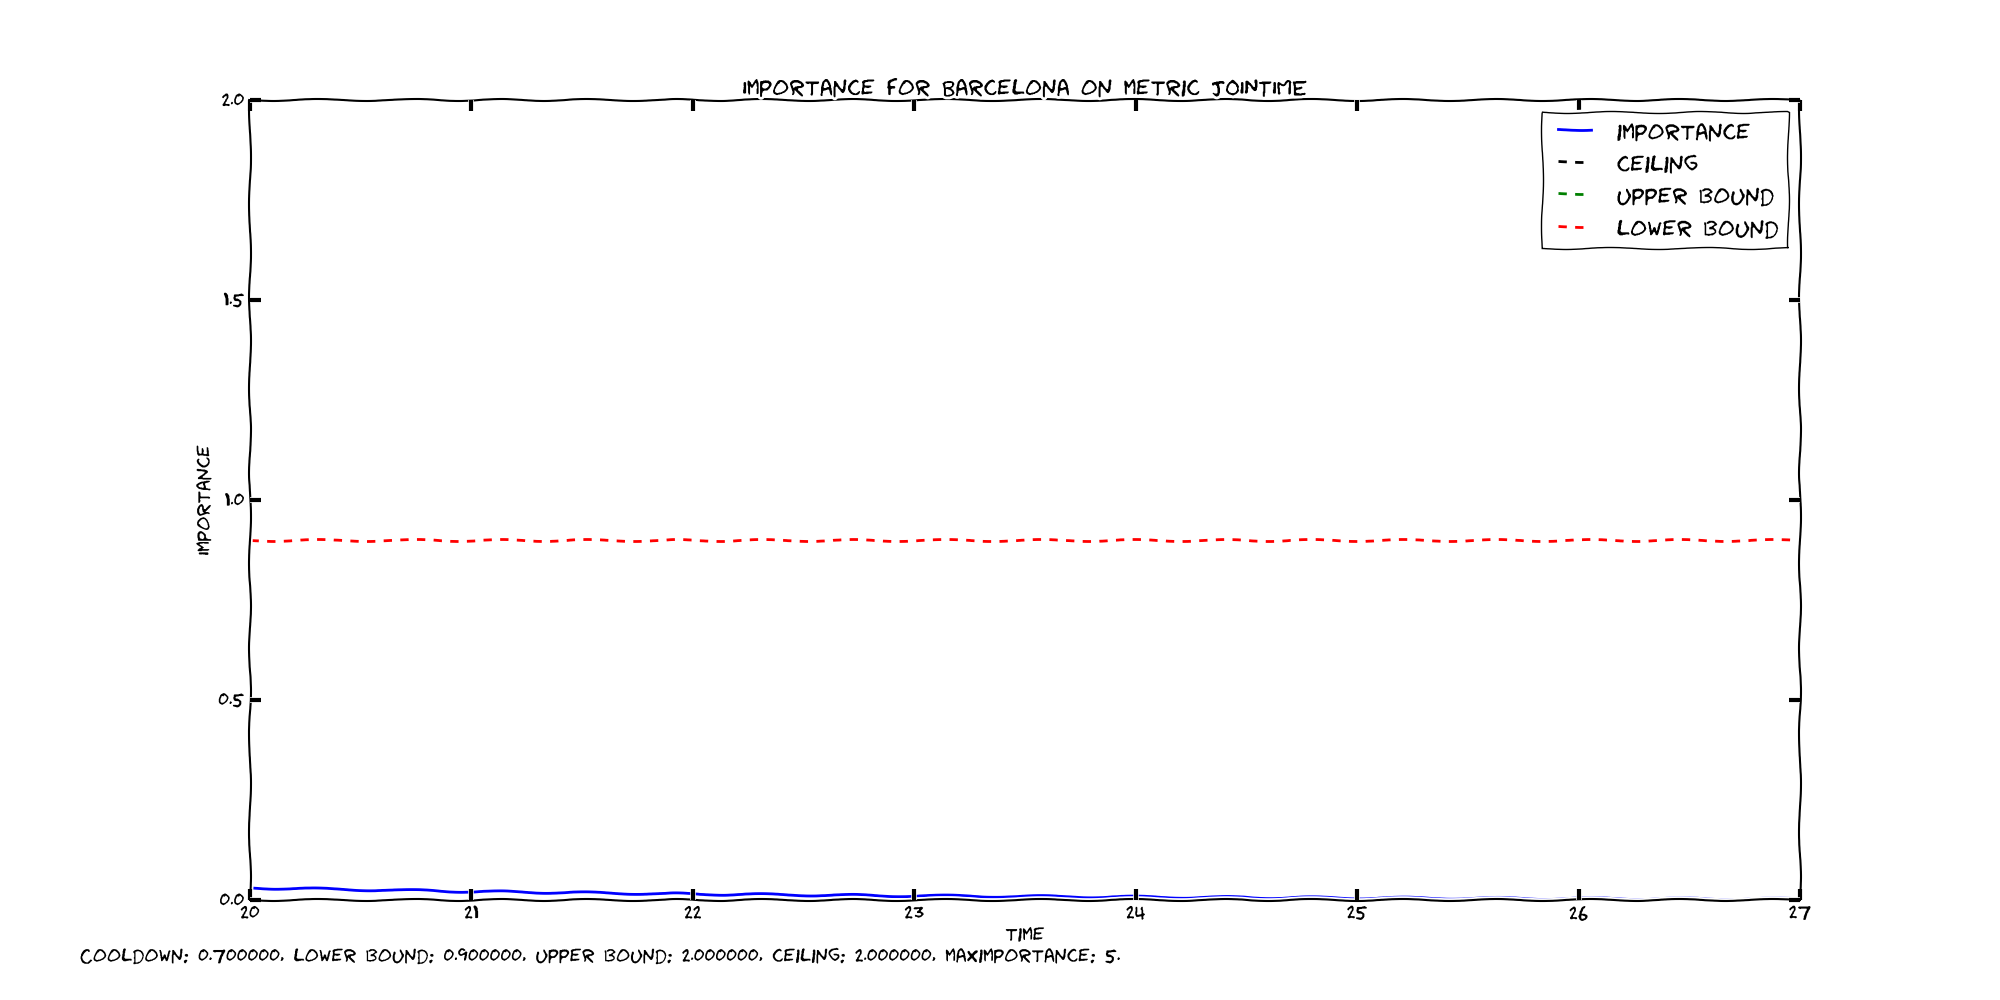 IMPORTANCE FOR BARCELONA ON METRIC JOINTIME
2.0
1.5
1.0
0.5
0.0
IMPORTANCE
IMPORTANCE
CEILING
UPPER BOUND
LOWER BOUND
20 21 22 23 24 25 26 27
TIME
COOLDOWN: 0.700000, LOWER BOUND: 0.900000, UPPER BOUND: 2.000000, CEILING: 2.000000, MAXIMPORTANCE: 5.